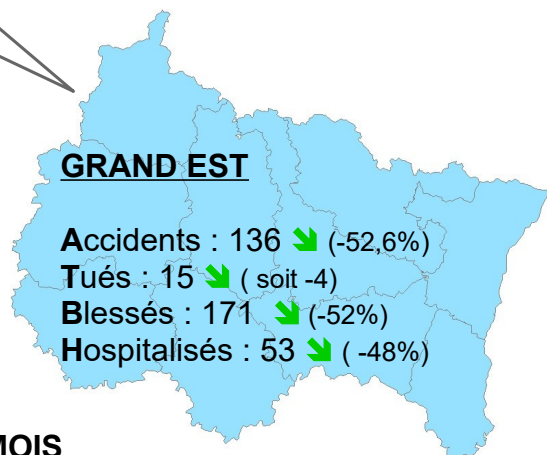 GRAND EST
Accidents : 136 (-52,6%)
Tués : 15 ( soit -4)
Blessés : 171 (-52%)
Hospitalisés : 53 ( -48%)
MOIS